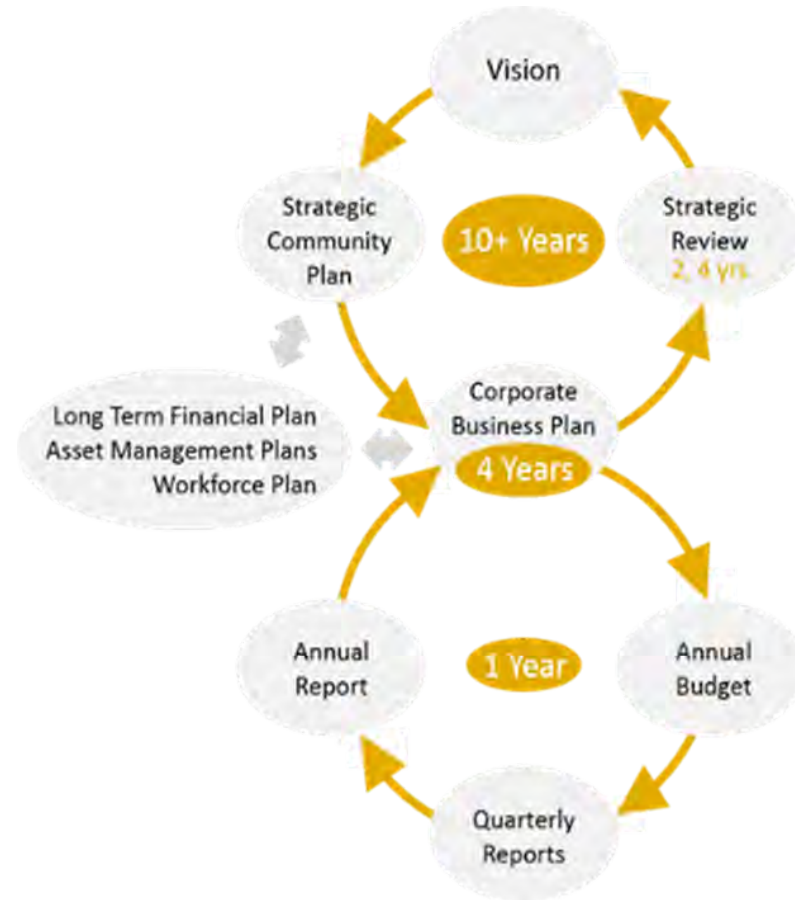 Vision
Strategic
Community
Plan
10+ Years
Strategic
Review
2, 4 yrs
Long Term Financial Plan
Asset Management Plans
Workforce Plan
Corporate
Business Plan
4 Years
Annual
Report
1 Year
Annual
Budget
Quarterly
Reports